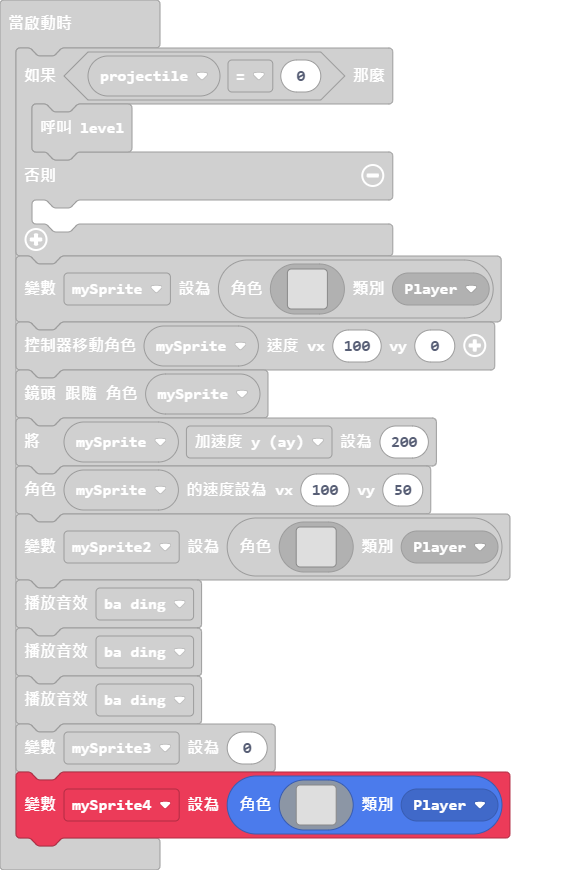 當啟動時
如果 projectile = 0 那麼
呼叫 level
否則
變數 mySprite 設為 角色 類別 Player
控制器移動角色 mySprite 速度 vx 100 vy 0
鏡頭 跟隨 角色 mySprite
將 mySprite 加速度 y (ay) 設為 200
角色 mySprite 的速度設為 vx 100 vy 50
變數 mySprite2 設為 角色 類別 Player
播放音效 ba ding
播放音效 ba ding
播放音效 ba ding
變數 mySprite3 設為 0
變數 mySprite4 設為 角色 類別 Player